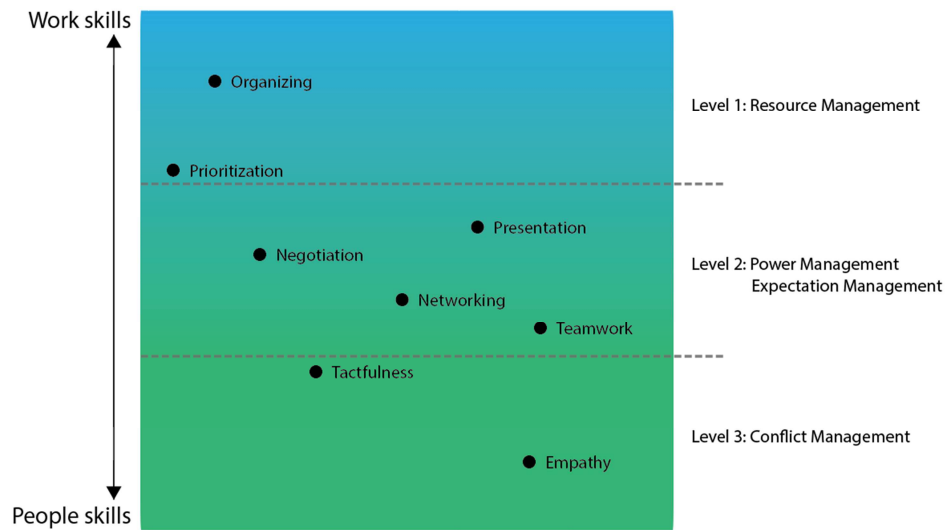 Work skills
Organizing
Level 1: Resource Management
Prioritization
Presentation
Negotiation
Level 2: Power Management
Expectation Management
Networking
Teamwork
Tactfulness
Level 3: Conflict Management
Empathy
People skills